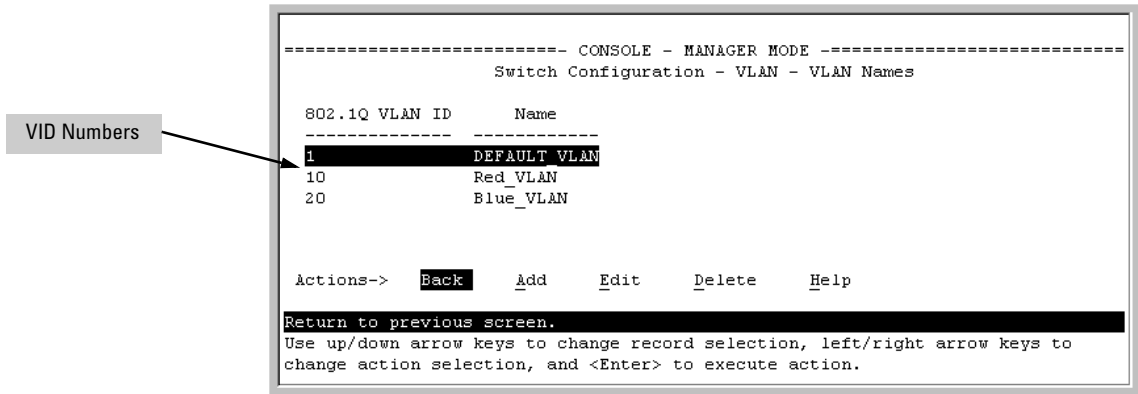 ===========================- CONSOLE - MANAGER MODE -============================
Switch Configuration - VLAN - VLAN Names
802.1Q VLAN ID Name
-------------- ------------
VID Numbers
1 DEFAULT_VLAN
10 Red_VLAN
20 Blue_VLAN
Actions-> Back Add Edit Delete Help
Return to previous screen.
Use up/down arrow keys to change record selection, left/right arrow keys to
change action selection, and <Enter> to execute action.